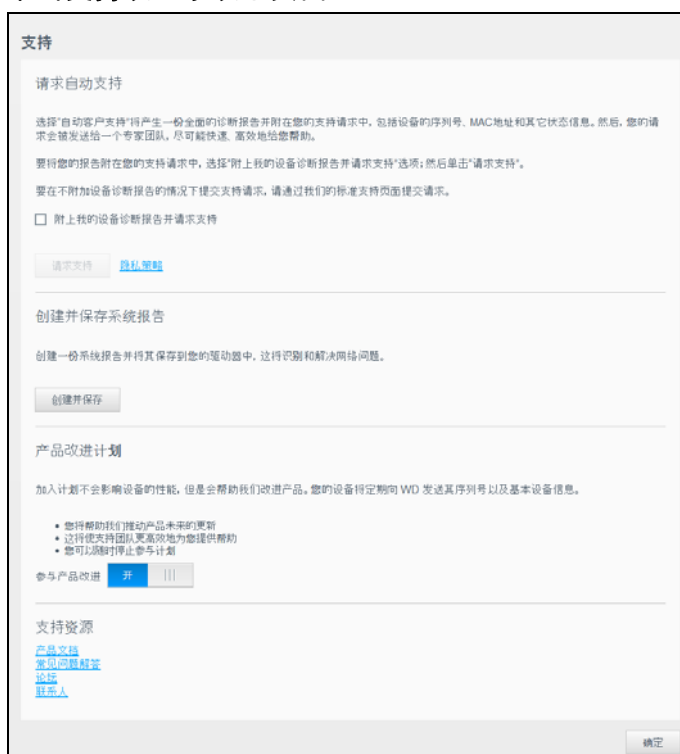 支持
请求自动支持
选择"自动客户支持"将产生一份全面的诊断报告并附在您的支持请求中，包括设备的序列号、MAC地址和其它状态信息。然后，您的请
求会被发送给一个专家团队，尽可能快速、高效地给您帮助。
要将您的报告附在您的支持请求中，选择"附上我的设备诊断报告并请求支持"选项；然后单击"请求支持"。
要在不附加设备诊断报告的情况下提交支持请求，请通过我们的标准支持页面提交请求。
附上我的设备诊断报告并请求支持
请求支持 隐私策略
创建并保存系统报告
创建一份系统报告并将其保存到您的驱动器中，这将识别和解决网络问题。
创建并保存
产品改进计划
加入计划不会影响设备的性能，但是会帮助我们改进产品。您的设备将定期向 WD 发送其序列号以及基本设备信息。
• 您将帮助我们推动产品未来的更新
• 这将使支持团队更高效地为您提供帮助
• 您可以随时停止参与计划
参与产品改进 开
支持资源
产品文档
常见问题解答
论坛
联系人
确定